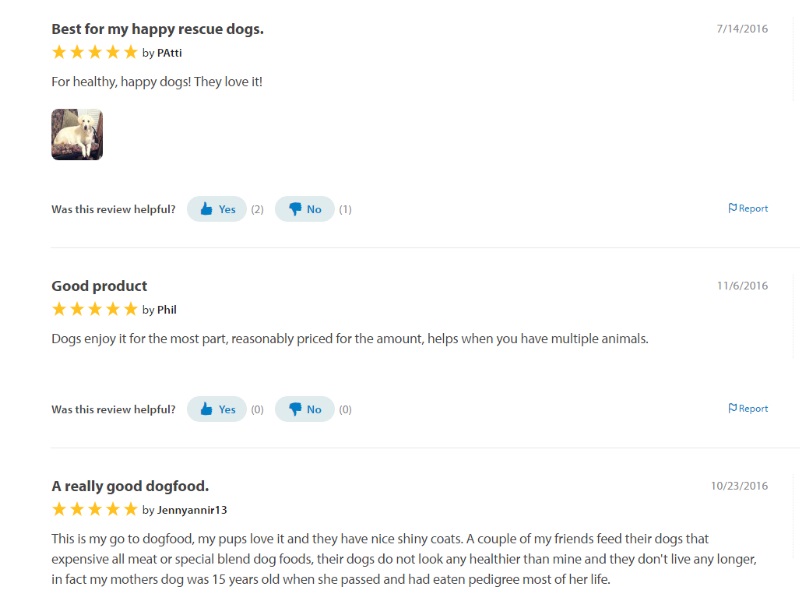 Best for my happy rescue dogs.
7/14/2016
by PAtti
For healthy, happy dogs! They love it!
Was this review helpful? Yes (2) No (1)
Report
Good product
11/6/2016
by Phil
Dogs enjoy it for the most part, reasonably priced for the amount, helps when you have multiple animals.
Was this review helpful? Yes (0) No (0)
Report
A really good dogfood.
10/23/2016
by Jennyannir13
This is my go to dogfood, my pups love it and they have nice shiny coats. A couple of my friends feed their dogs that
expensive all meat or special blend dog foods, their dogs do not look any healthier than mine and they don't live any longer,
in fact my mothers dog was 15 years old when she passed and had eaten pedigree most of her life.